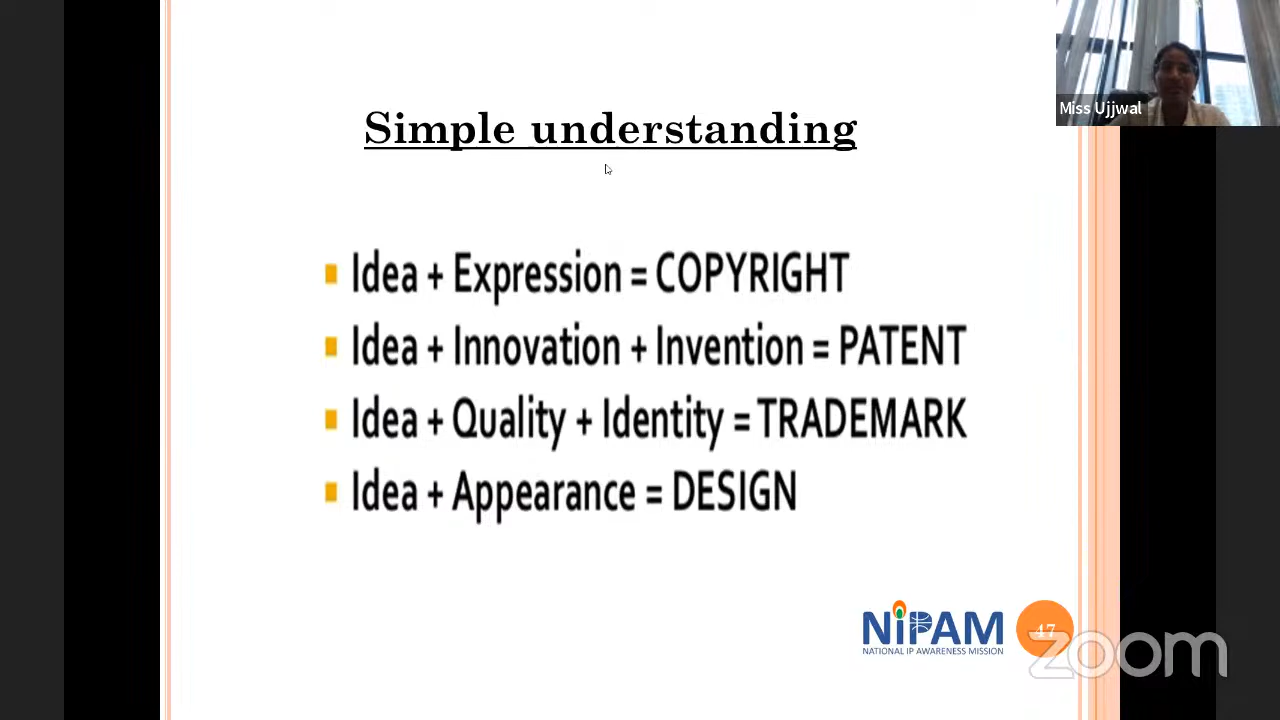 Miss Ujjwal
Simple understanding
Idea + Expression = COPYRIGHT
Idea + Innovation + Invention = PATENT
Idea + Quality + Identity = TRADEMARK
Idea + Appearance = DESIGN
NiPAM
NATIONAL IP AWARENESS MISSION
47
zoom